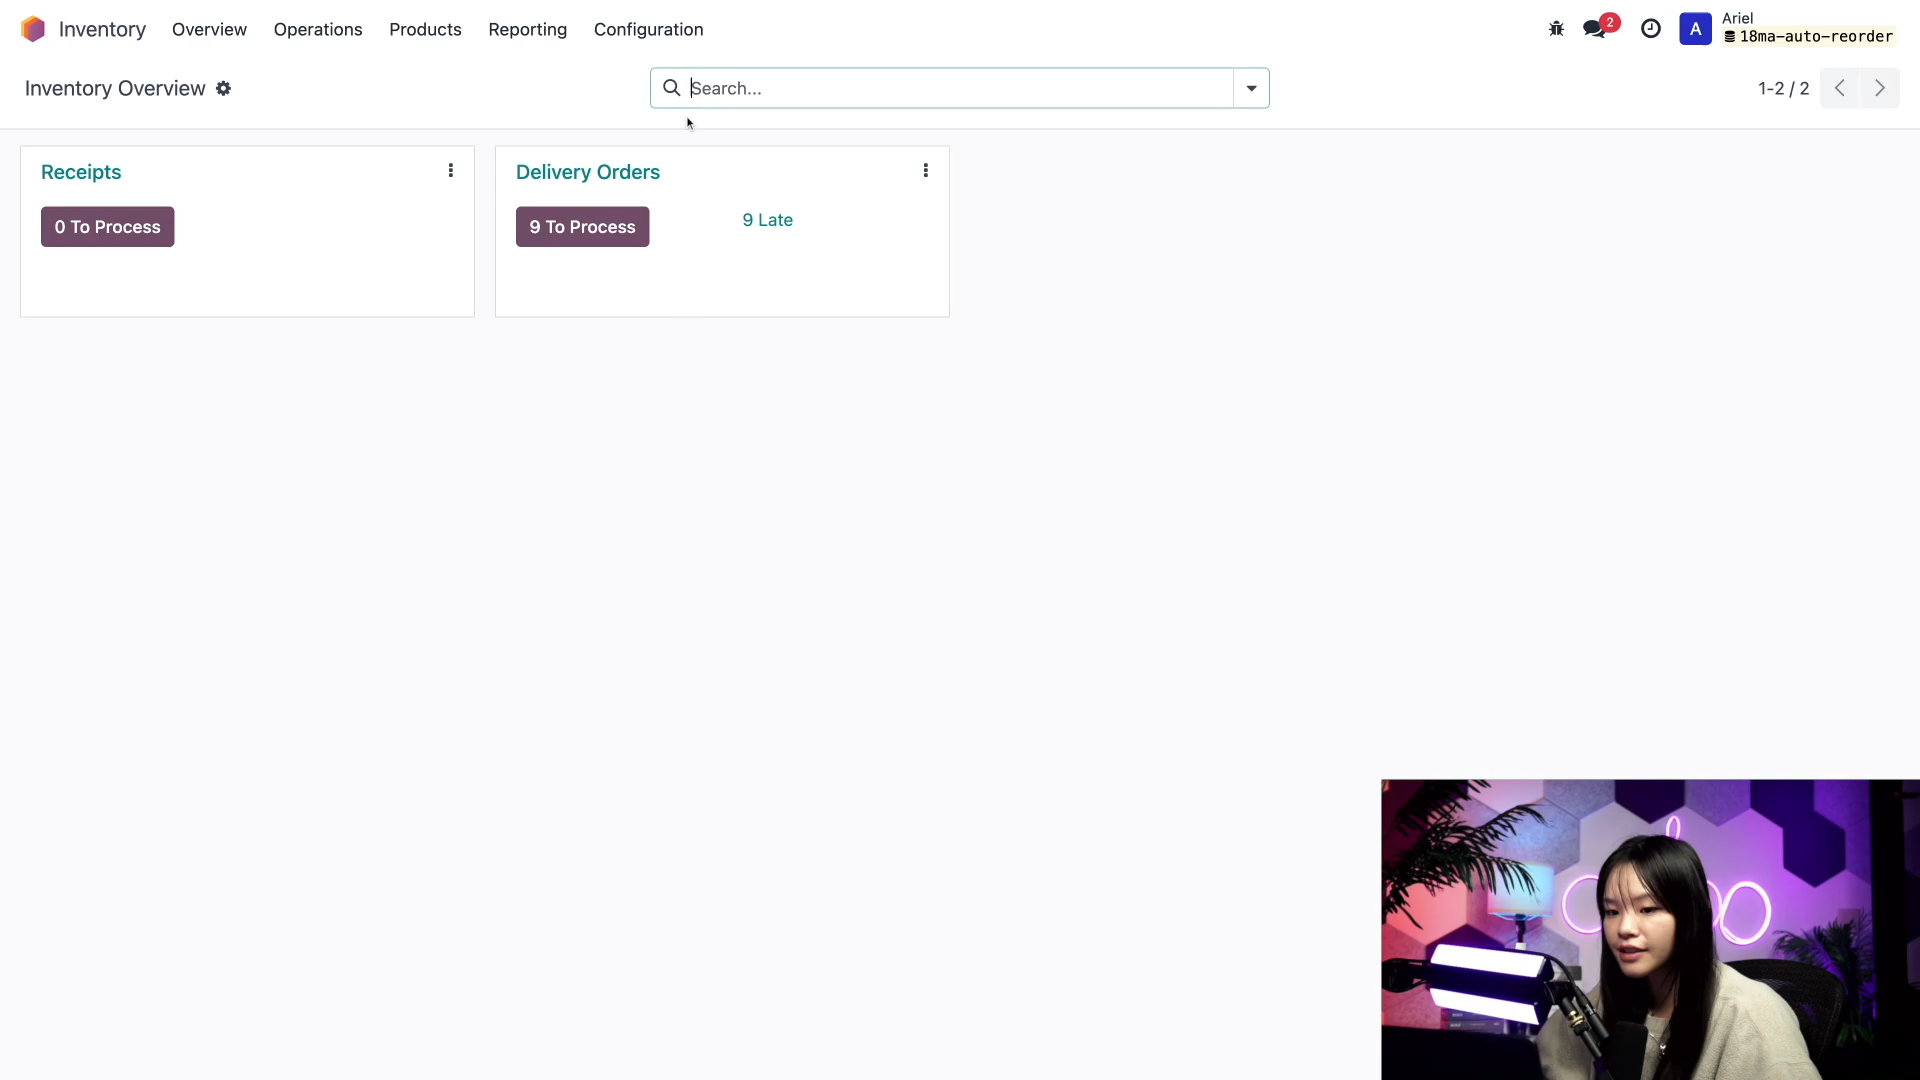 Inventory Overview Operations Products Reporting Configuration
2
A
Ariel
18ma-auto-reorder
Inventory Overview
Search...
1-2 / 2
Receipts
0 To Process
Delivery Orders
9 To Process
9 Late